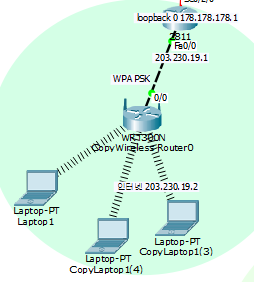 loopback 0 178.178.178.1
2811
Fa0/0
203.230.19.1
WPA PSK
0/0
WRT300N
CopyWireless Router0
인터넷 203.230.19.2
Laptop-PT
Laptop1
Laptop-PT
CopyLaptop1(3)
Laptop-PT
CopyLaptop1(4)